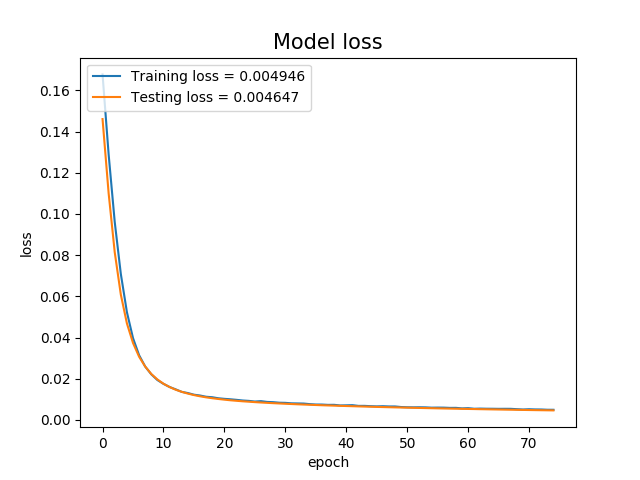 Model loss
Training loss = 0.004946
Testing loss = 0.004647
0.16
0.14
0.12
0.10
0.08
0.06
0.04
0.02
0.00
loss
0 10 20 30 40 50 60 70
epoch